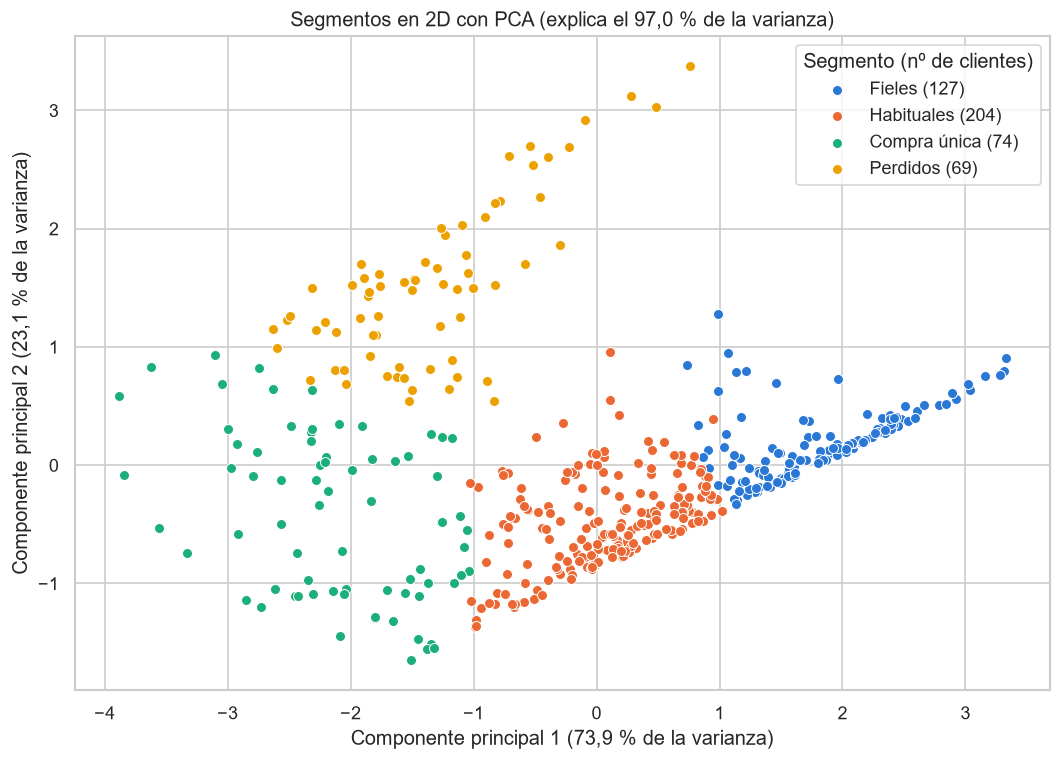 Segmentos en 2D con PCA (explica el 97,0 % de la varianza)
Segmento (nº de clientes)
Fieles (127)
Habituales (204)
Compra única (74)
Perdidos (69)
Componente principal 2 (23,1 % de la varianza)
3
2
1
0
−1
−4 −3 −2 −1 0 1 2 3
Componente principal 1 (73,9 % de la varianza)